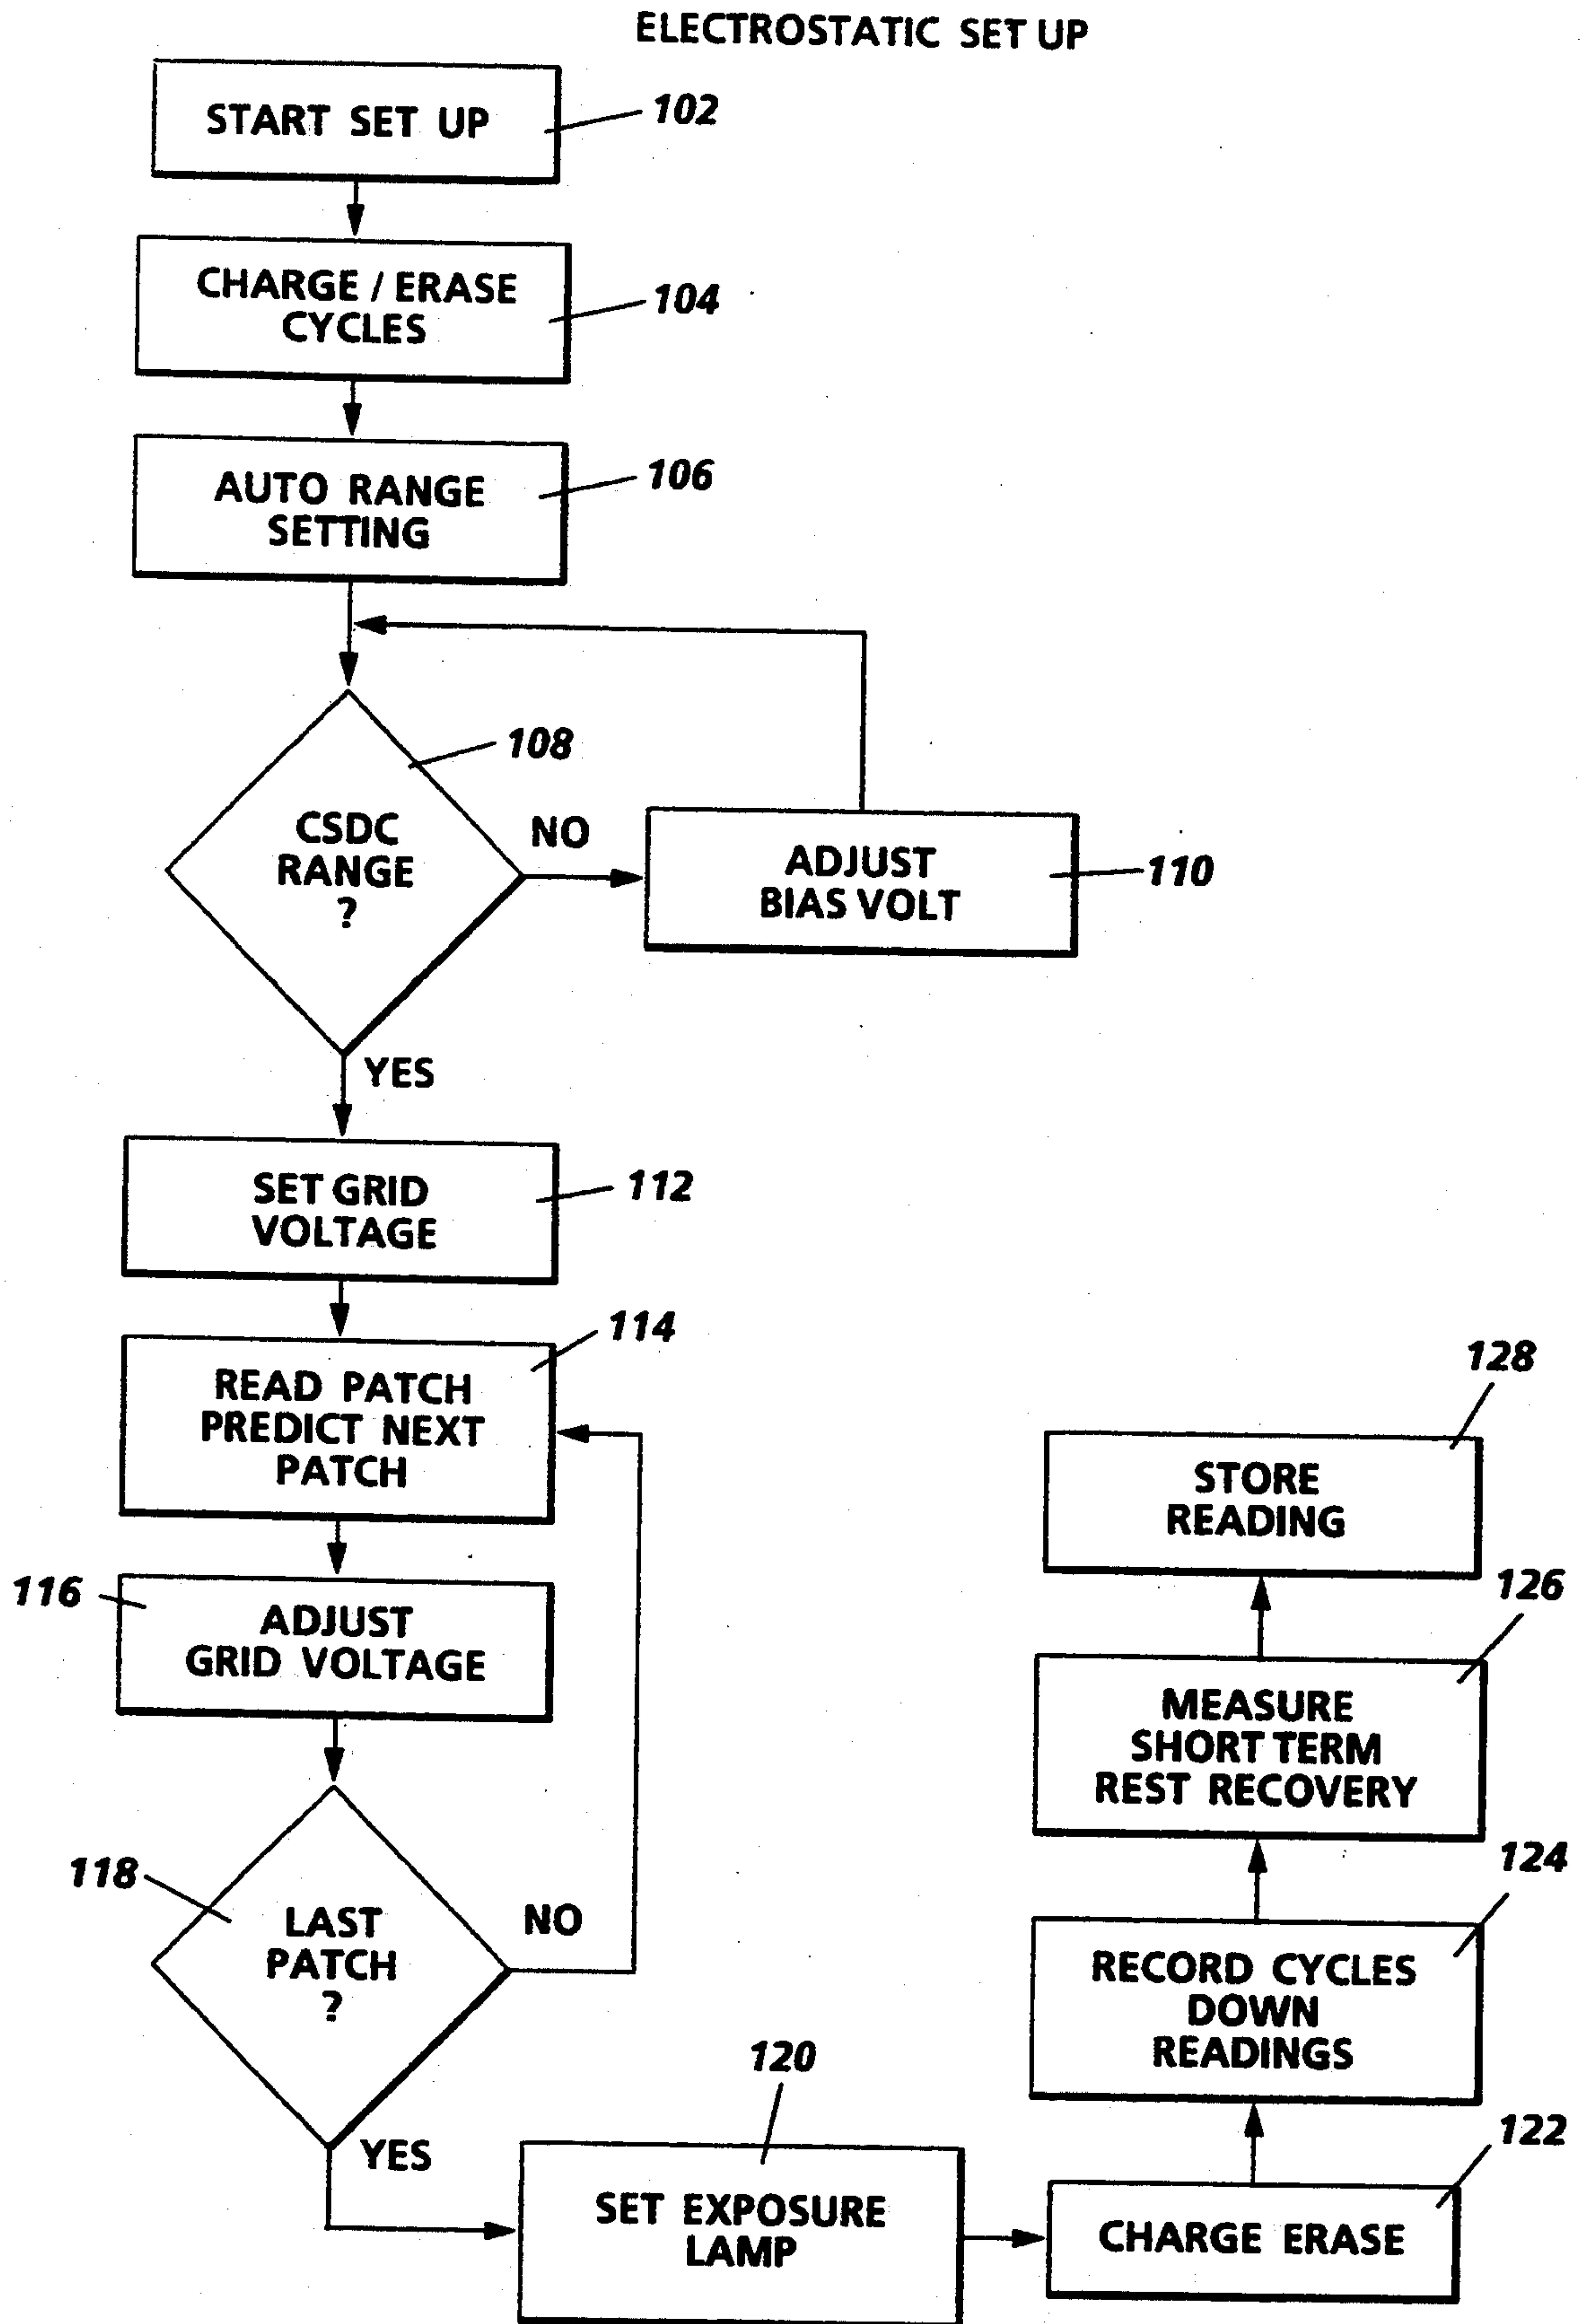 ELECTROSTATIC SET UP
START SET UP
102
CHARGE / ERASE
CYCLES
104
AUTO RANGE
SETTING
106
108
CSDC
RANGE
?
NO
ADJUST
BIAS VOLT
110
YES
SET GRID
VOLTAGE
112
114
READ PATCH
PREDICT NEXT
PATCH
116
ADJUST
GRID VOLTAGE
118
LAST
PATCH
?
NO
YES
120
SET EXPOSURE
LAMP
122
CHARGE ERASE
124
RECORD CYCLES
DOWN
READINGS
126
MEASURE
SHORT TERM
REST RECOVERY
128
STORE
READING